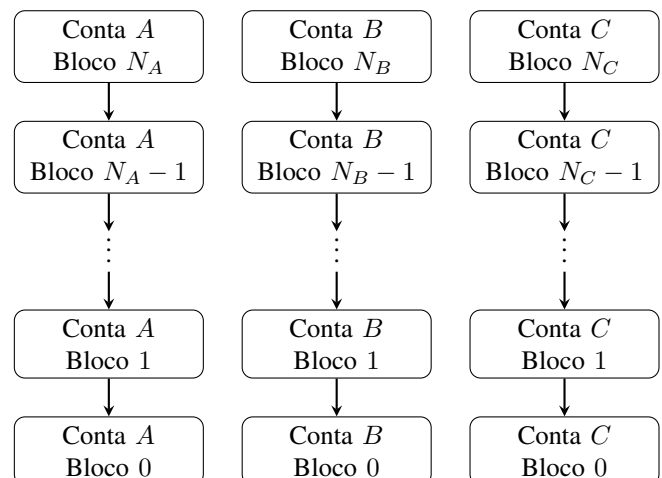 Conta A
Bloco N_A
Conta B
Bloco N_B
Conta C
Bloco N_C
Conta A
Bloco N_A − 1
Conta B
Bloco N_B − 1
Conta C
Bloco N_C − 1
Conta A
Bloco 1
Conta B
Bloco 1
Conta C
Bloco 1
Conta A
Bloco 0
Conta B
Bloco 0
Conta C
Bloco 0